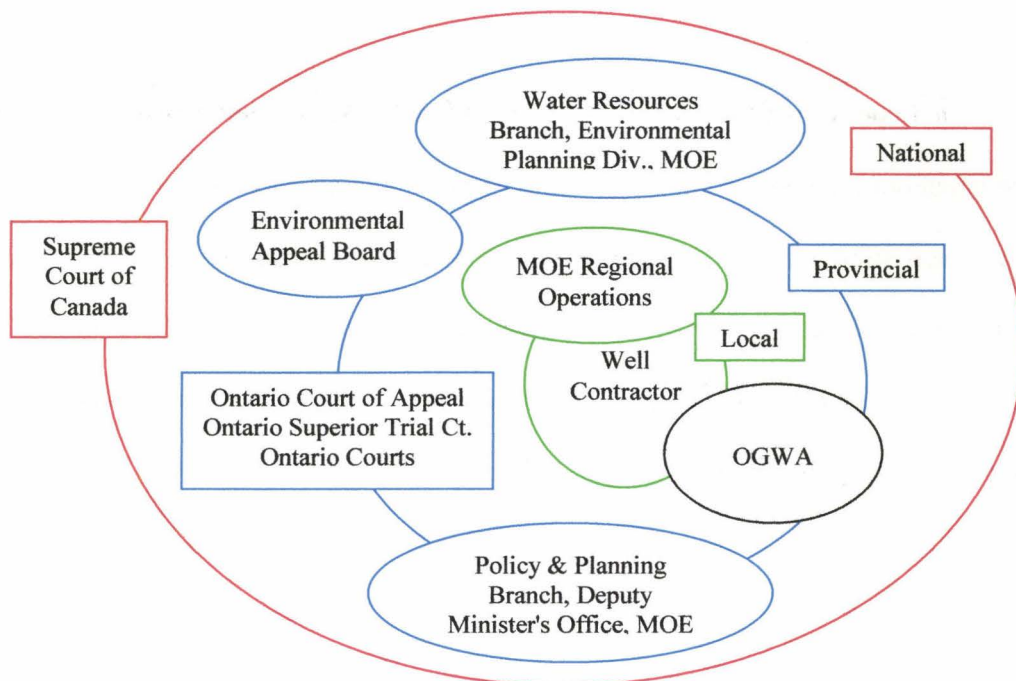 Water Resources
Branch, Environmental
Planning Div., MOE
National
Environmental
Appeal Board
Supreme
Court of
Canada
MOE Regional
Operations
Provincial
Local
Well
Contractor
Ontario Court of Appeal
Ontario Superior Trial Ct.
Ontario Courts
OGWA
Policy & Planning
Branch, Deputy
Minister's Office, MOE